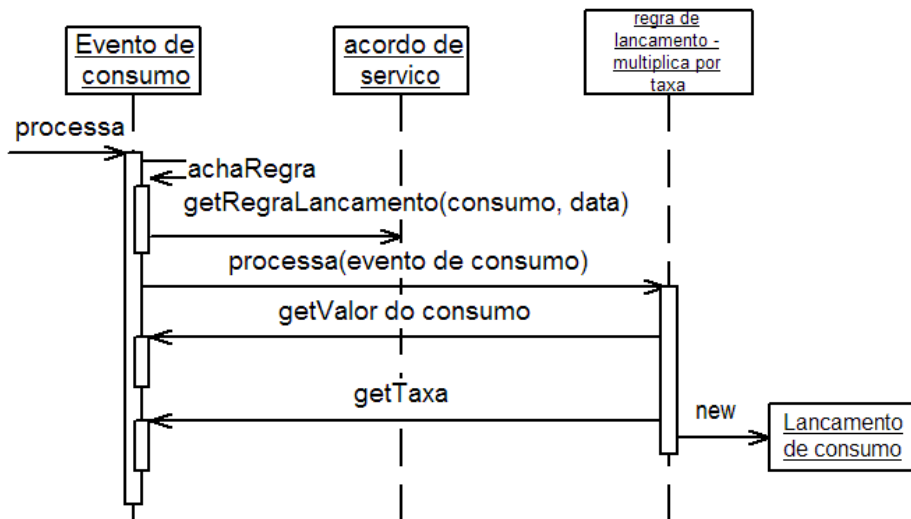 Evento de
consumo
acordo de
servico
regra de
lancamento -
multiplica por
taxa
processa
achaRegra
getRegraLancamento(consumo, data)
processa(evento de consumo)
getValor do consumo
getTaxa
new
Lancamento
de consumo